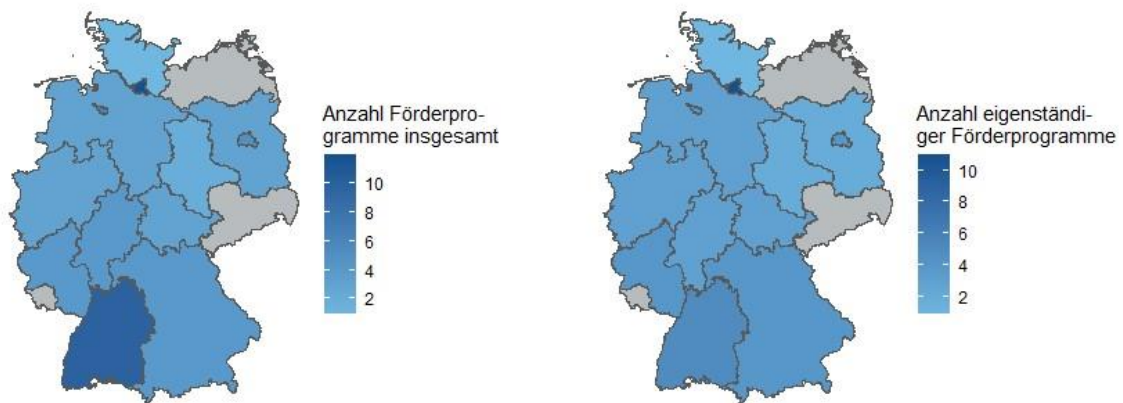 Anzahl Förderpro-
gramme insgesamt
10
8
6
4
2
Anzahl eigenständi-
ger Förderprogramme
10
8
6
4
2